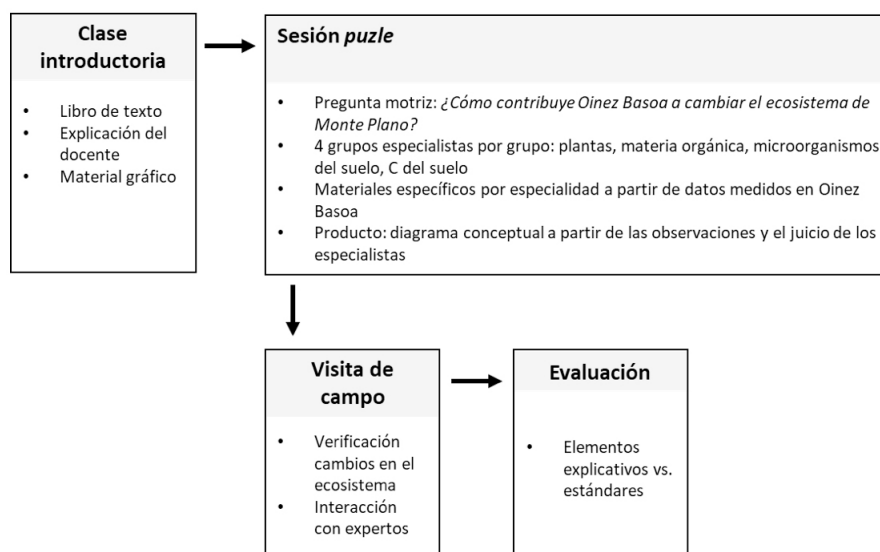 Clase
introductoria
• Libro de texto
• Explicación del
docente
• Material gráfico
Sesión puzle
• Pregunta motriz: ¿Cómo contribuye Oinez Basoa a cambiar el ecosistema de
Monte Plano?
• 4 grupos especialistas por grupo: plantas, materia orgánica, microorganismos
del suelo, C del suelo
• Materiales específicos por especialidad a partir de datos medidos en Oinez
Basoa
• Producto: diagrama conceptual a partir de las observaciones y el juicio de los
especialistas
Visita de
campo
• Verificación
cambios en el
ecosistema
• Interacción
con expertos
Evaluación
• Elementos
explicativos vs.
estándares